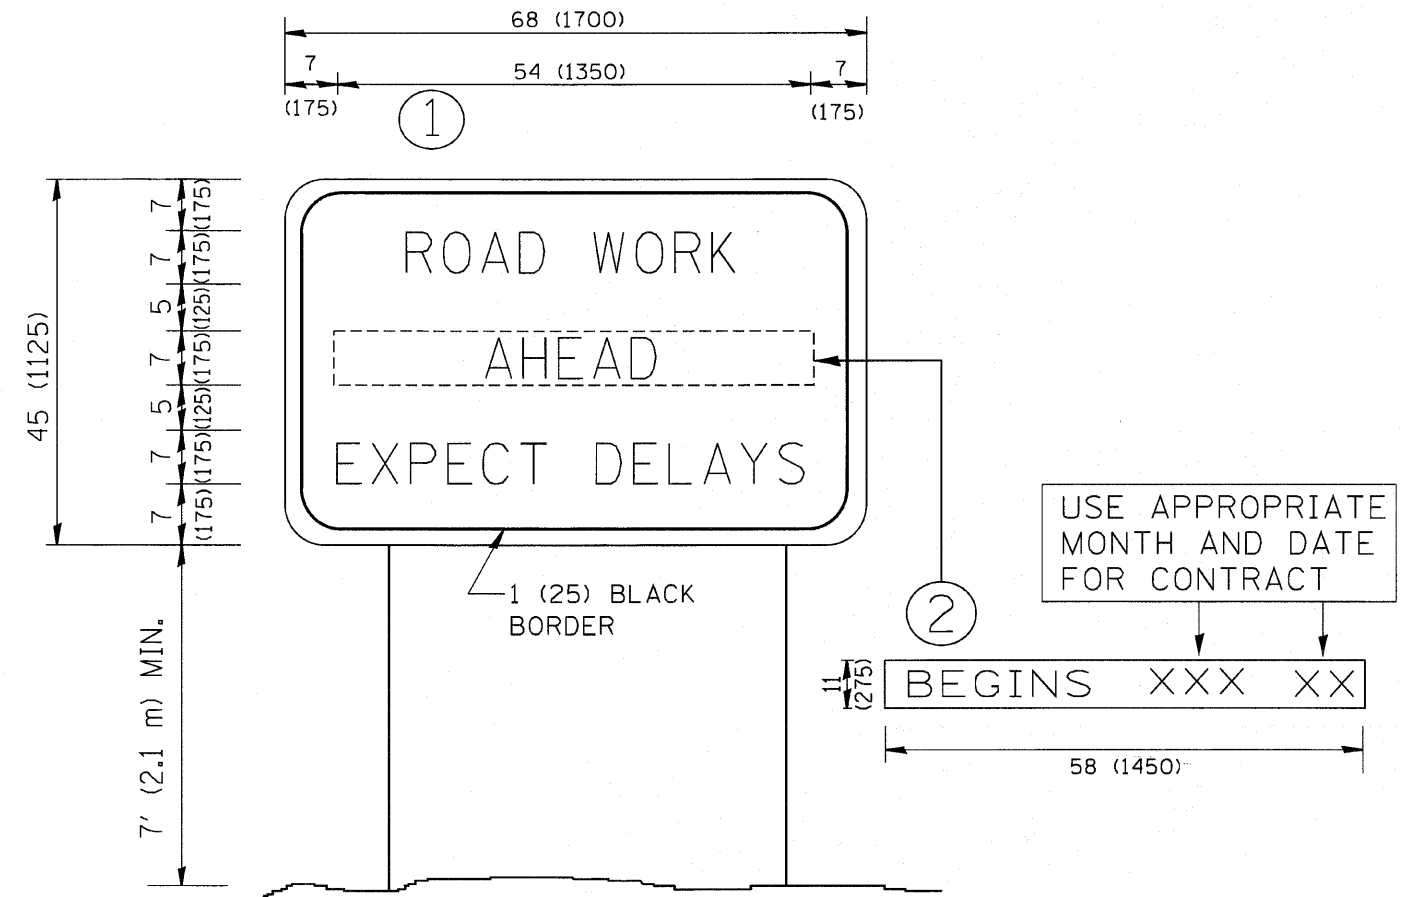 68 (1700)
7
54 (1350)
7
(175)
(175)
1
45 (1125)
7
(175)
7
(175)
5
(125)
7
(175)
5
(125)
7
(175)
7
(175)
ROAD WORK
AHEAD
EXPECT DELAYS
1 (25) BLACK
BORDER
7' (2.1 m) MIN.
USE APPROPRIATE
MONTH AND DATE
FOR CONTRACT
2
11
(275)
BEGINS XXX XX
58 (1450)